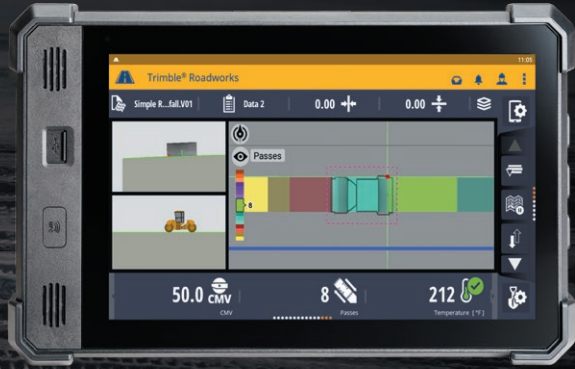 11:05
Trimble® Roadworks
Simple R...fall.V01
Data 2
0.00
0.00
Passes
8
50.0 CMV
CMV
8
Passes
212
Temperature [°F]